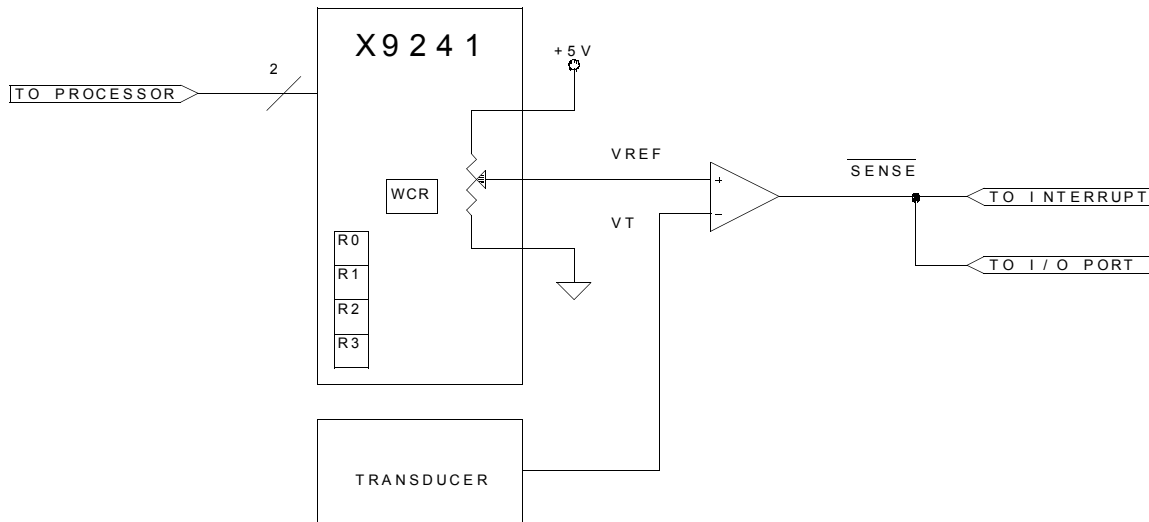 X9241
+5V
2
TO PROCESSOR
VREF
+
SENSE
WCR
TO INTERRUPT
VT
-
R0
R1
TO I/O PORT
R2
R3
TRANSDUCER